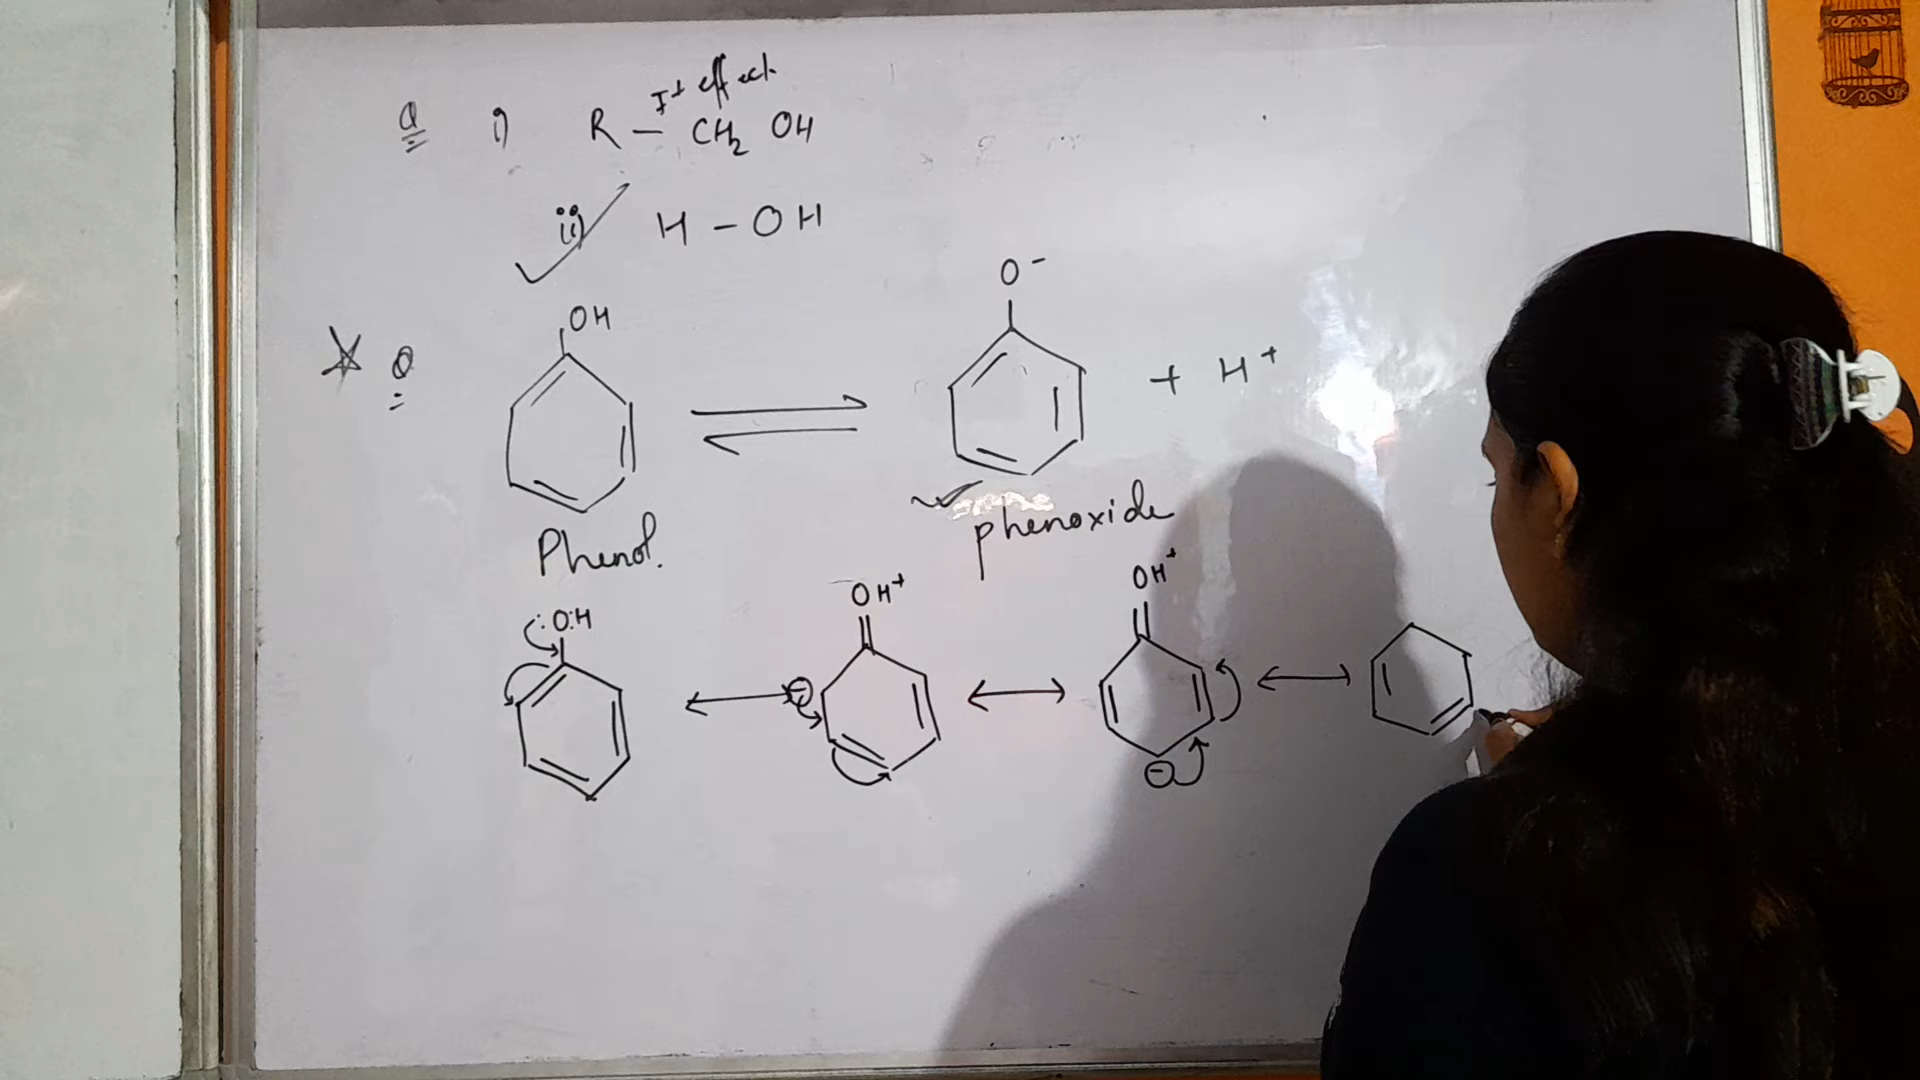 Q i) R – CH₂ OH
I+ effect
ii) H – OH
Q OH ⇌ O⁻ + H⁺
Phenol. phenoxide
:O:H ↔ OH⁺ ⊖ ↔ OH⁺ ⊖ ↔